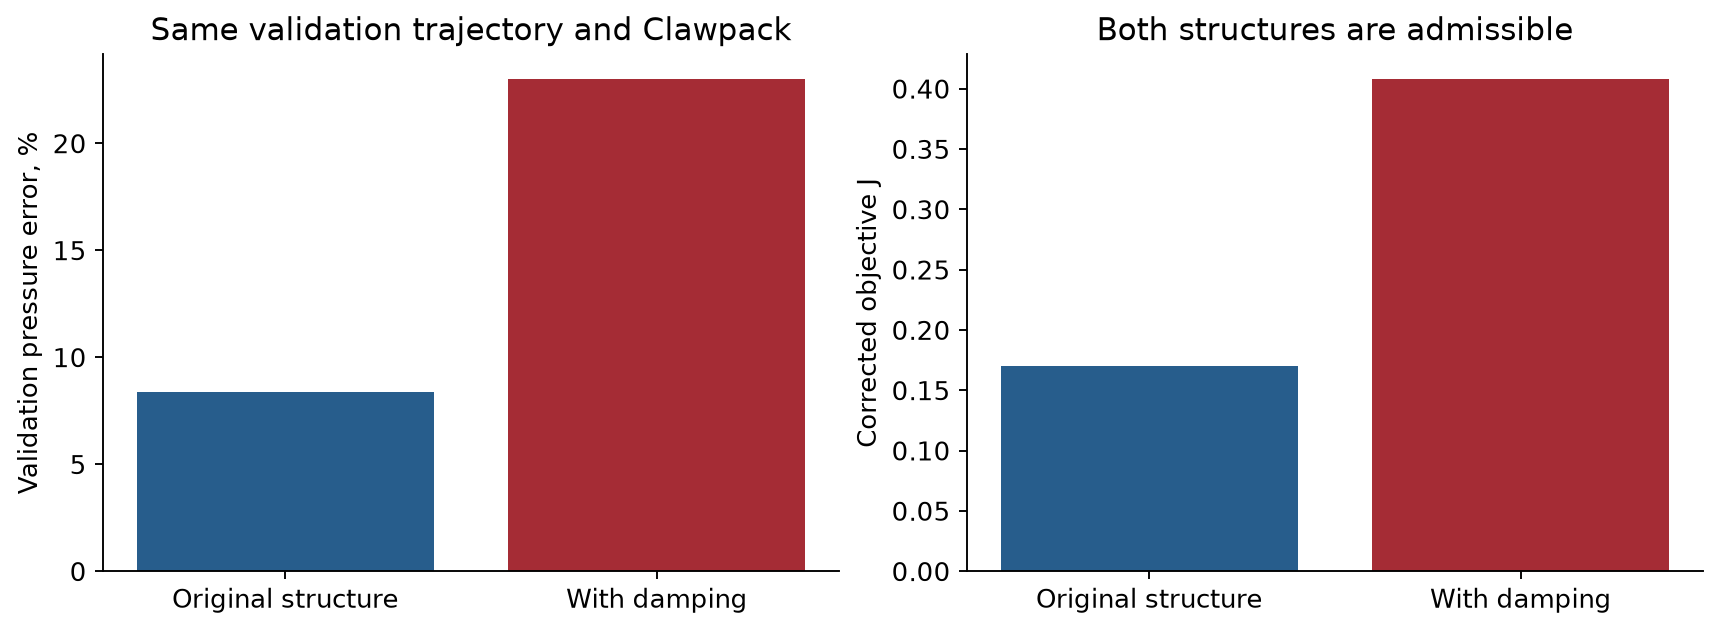 Same validation trajectory and Clawpack
Validation pressure error, %
20
15
10
5
0
Original structure
With damping
Both structures are admissible
Corrected objective J
0.40
0.35
0.30
0.25
0.20
0.15
0.10
0.05
0.00
Original structure
With damping